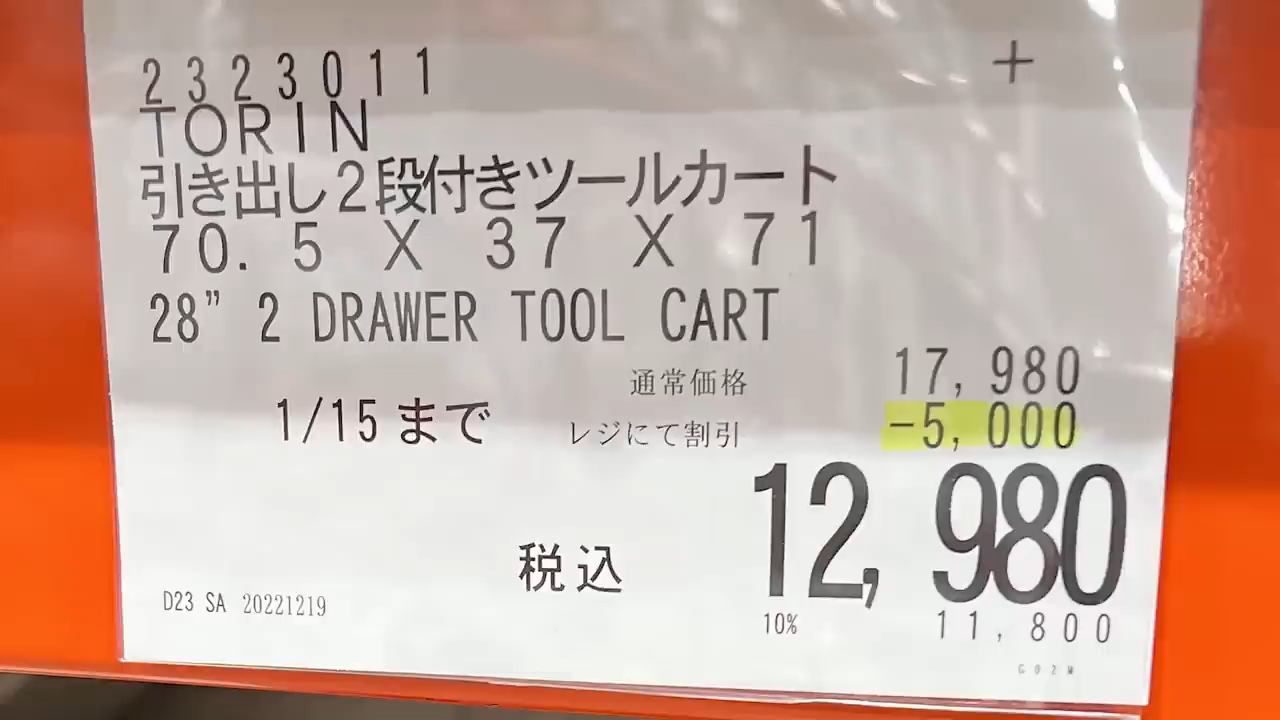 +
2323011
TORIN
引き出し2段付きツールカート
70.5 X 37 X 71
28” 2 DRAWER TOOL CART
通常価格 17,980
1/15まで レジにて割引 -5,000
税込 12,980
D23 SA 20221219
10% 11,800
G02M